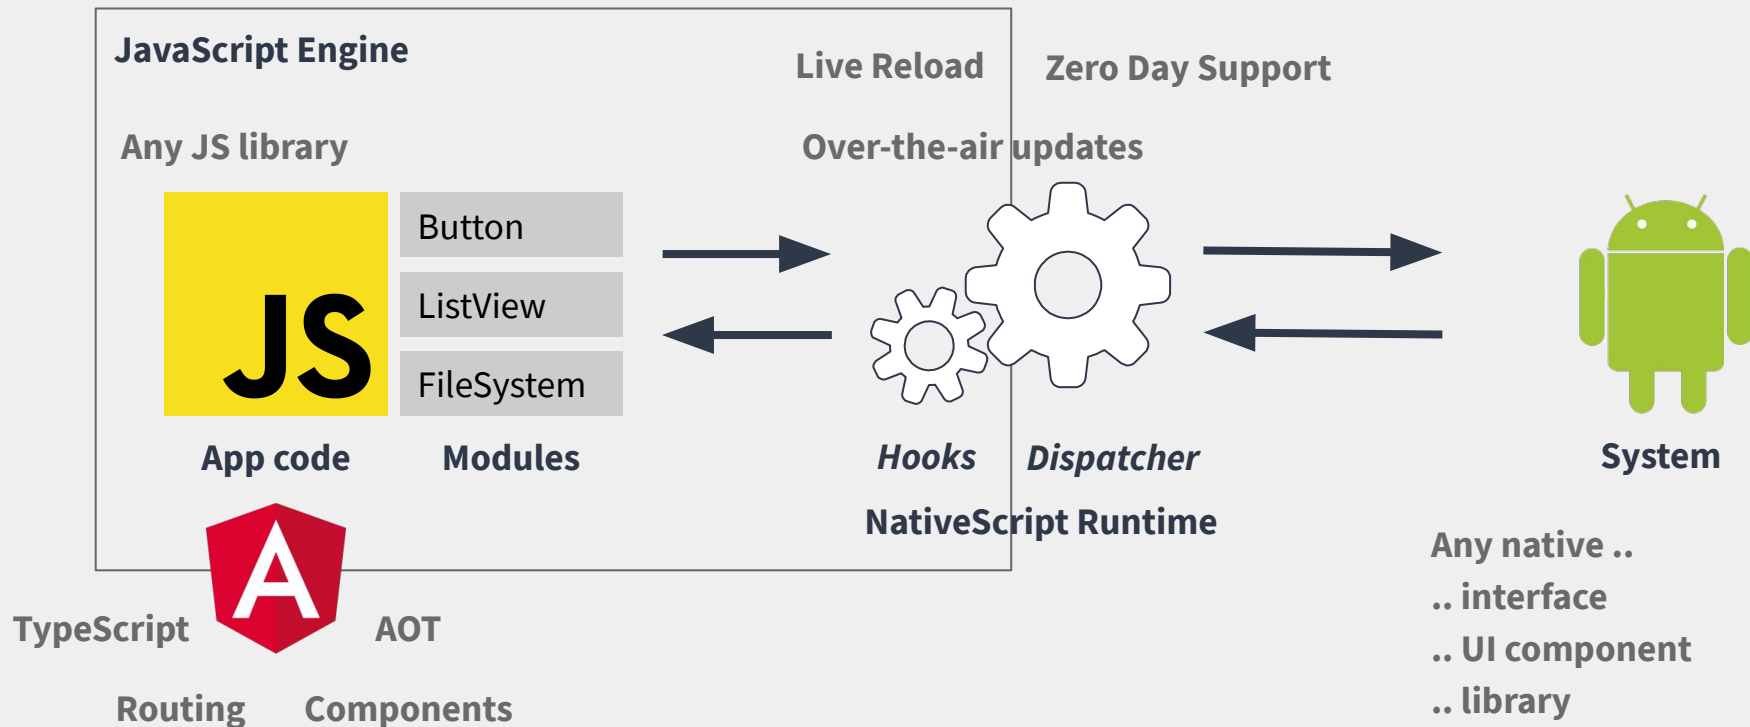 JavaScript Engine
Live Reload
Zero Day Support
Any JS library
Over-the-air updates
JS
Button
ListView
FileSystem
App code
Modules
Hooks
Dispatcher
System
NativeScript Runtime
A
TypeScript
AOT
Routing
Components
Any native ..
.. interface
.. UI component
.. library